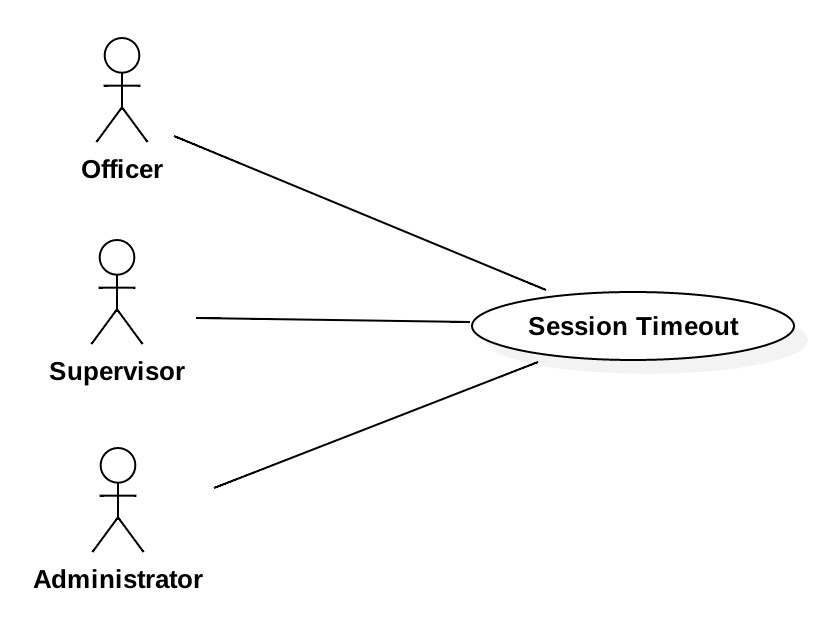 Officer
Supervisor
Session Timeout
Administrator